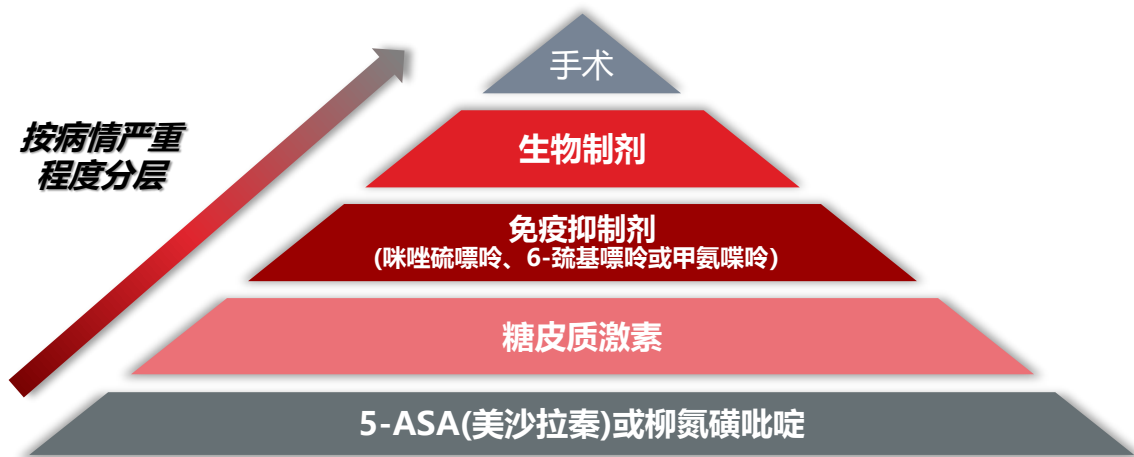 手术
按病情严重
程度分层
生物制剂
免疫抑制剂
(咪唑硫嘌呤、6-巯基嘌呤或甲氨喋呤)
糖皮质激素
5-ASA(美沙拉秦)或柳氮磺吡啶